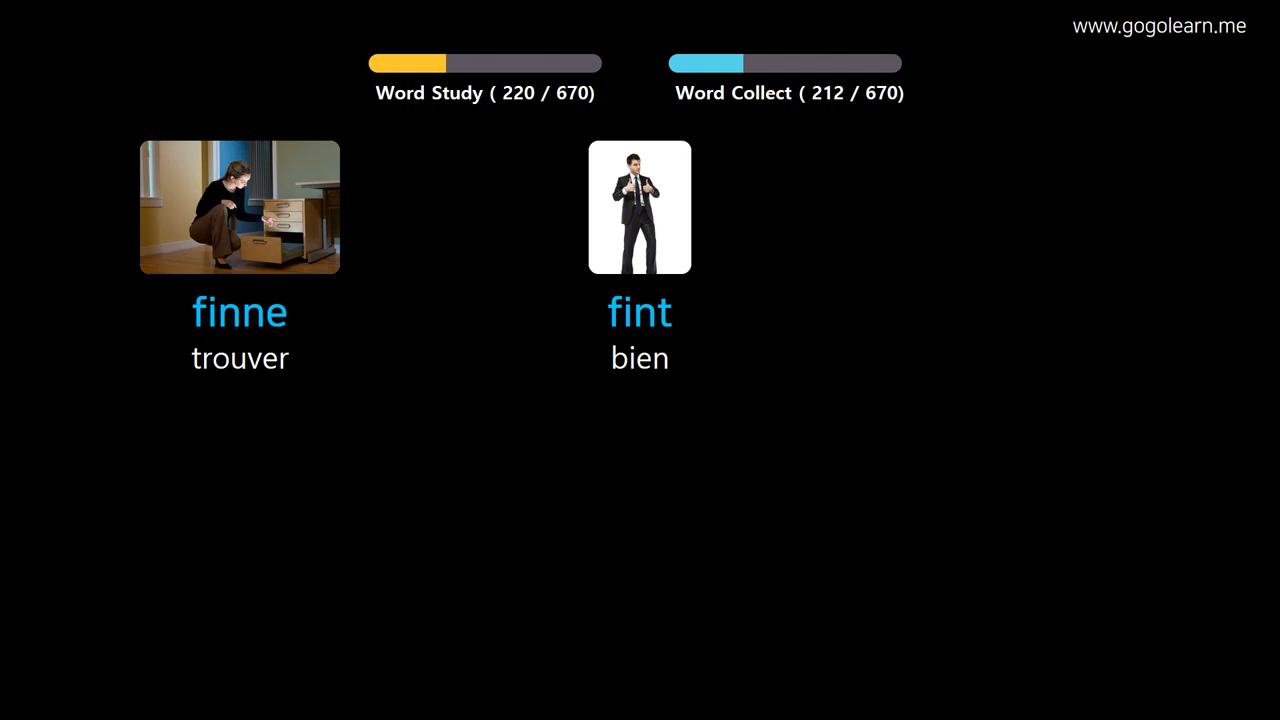 www.gogolearn.me
Word Study ( 220 / 670)
Word Collect ( 212 / 670)
finne
trouver
fint
bien